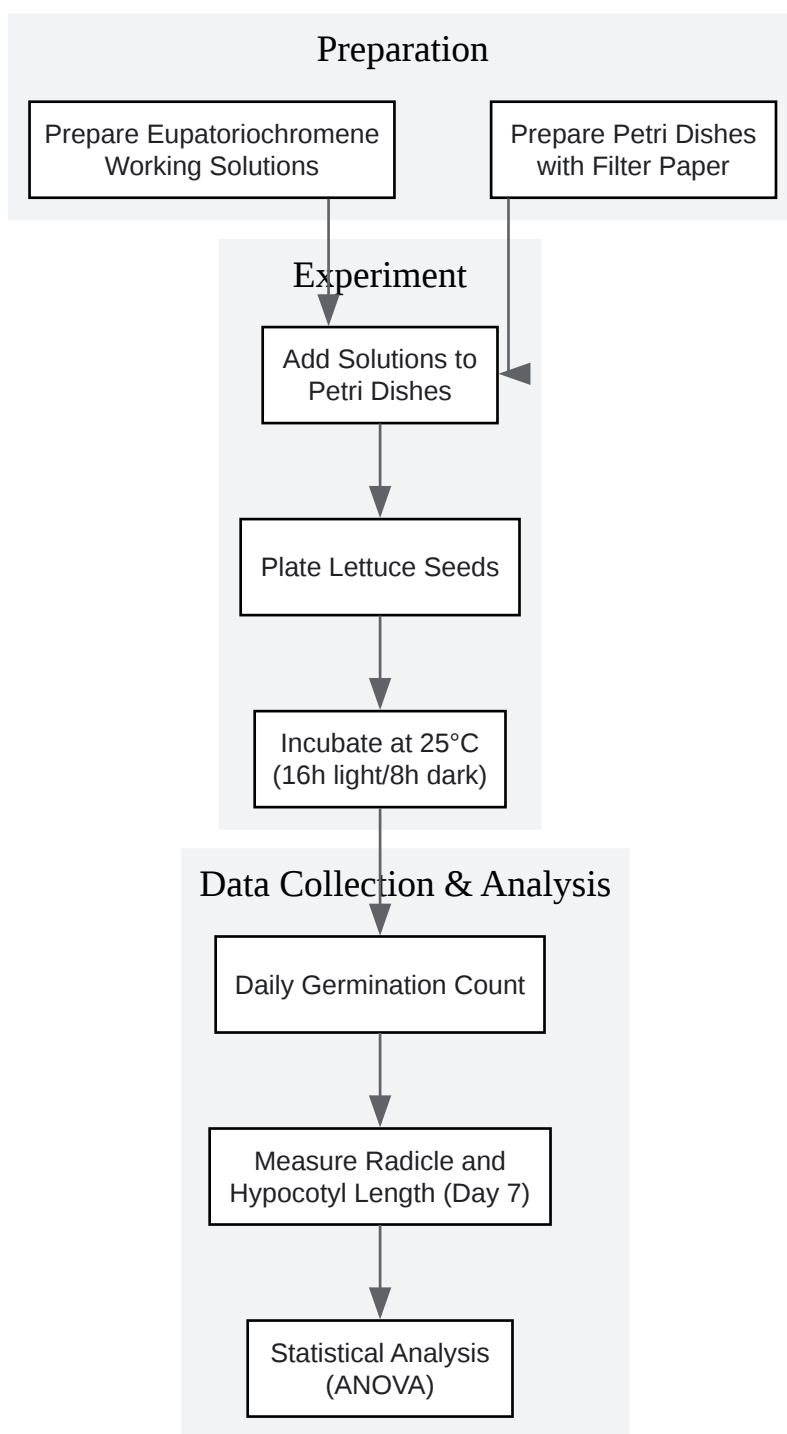 Preparation
Prepare Eupatoriochromene
Working Solutions
Prepare Petri Dishes
with Filter Paper
Experiment
Add Solutions to
Petri Dishes
Plate Lettuce Seeds
Incubate at 25°C
(16h light/8h dark)
Data Collection & Analysis
Daily Germination Count
Measure Radicle and
Hypocotyl Length (Day 7)
Statistical Analysis
(ANOVA)